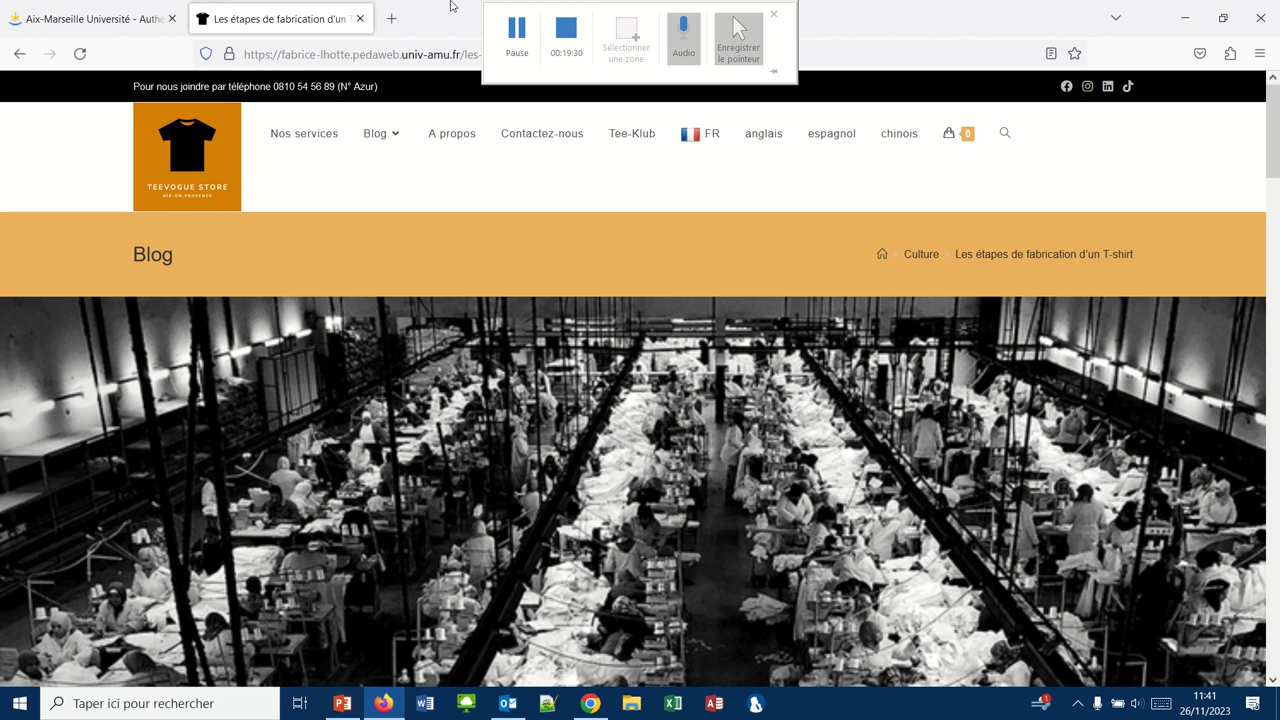 Aix-Marseille Université - Authe
Les étapes de fabrication d'un T
https://fabrice-lhotte.pedaweb.univ-amu.fr/les-
Pause
00:19:30
Sélectionner
une zone
Audio
Enregistrer
le pointeur
Pour nous joindre par téléphone 0810 54 56 89 (N° Azur)
TEEVOGUE STORE
AIX-EN-PROVENCE
Nos services
Blog
A propos
Contactez-nous
Tee-Klub
FR
anglais
espagnol
chinois
0
Blog
Culture
Les étapes de fabrication d'un T-shirt
Taper ici pour rechercher
1
11:41
26/11/2023